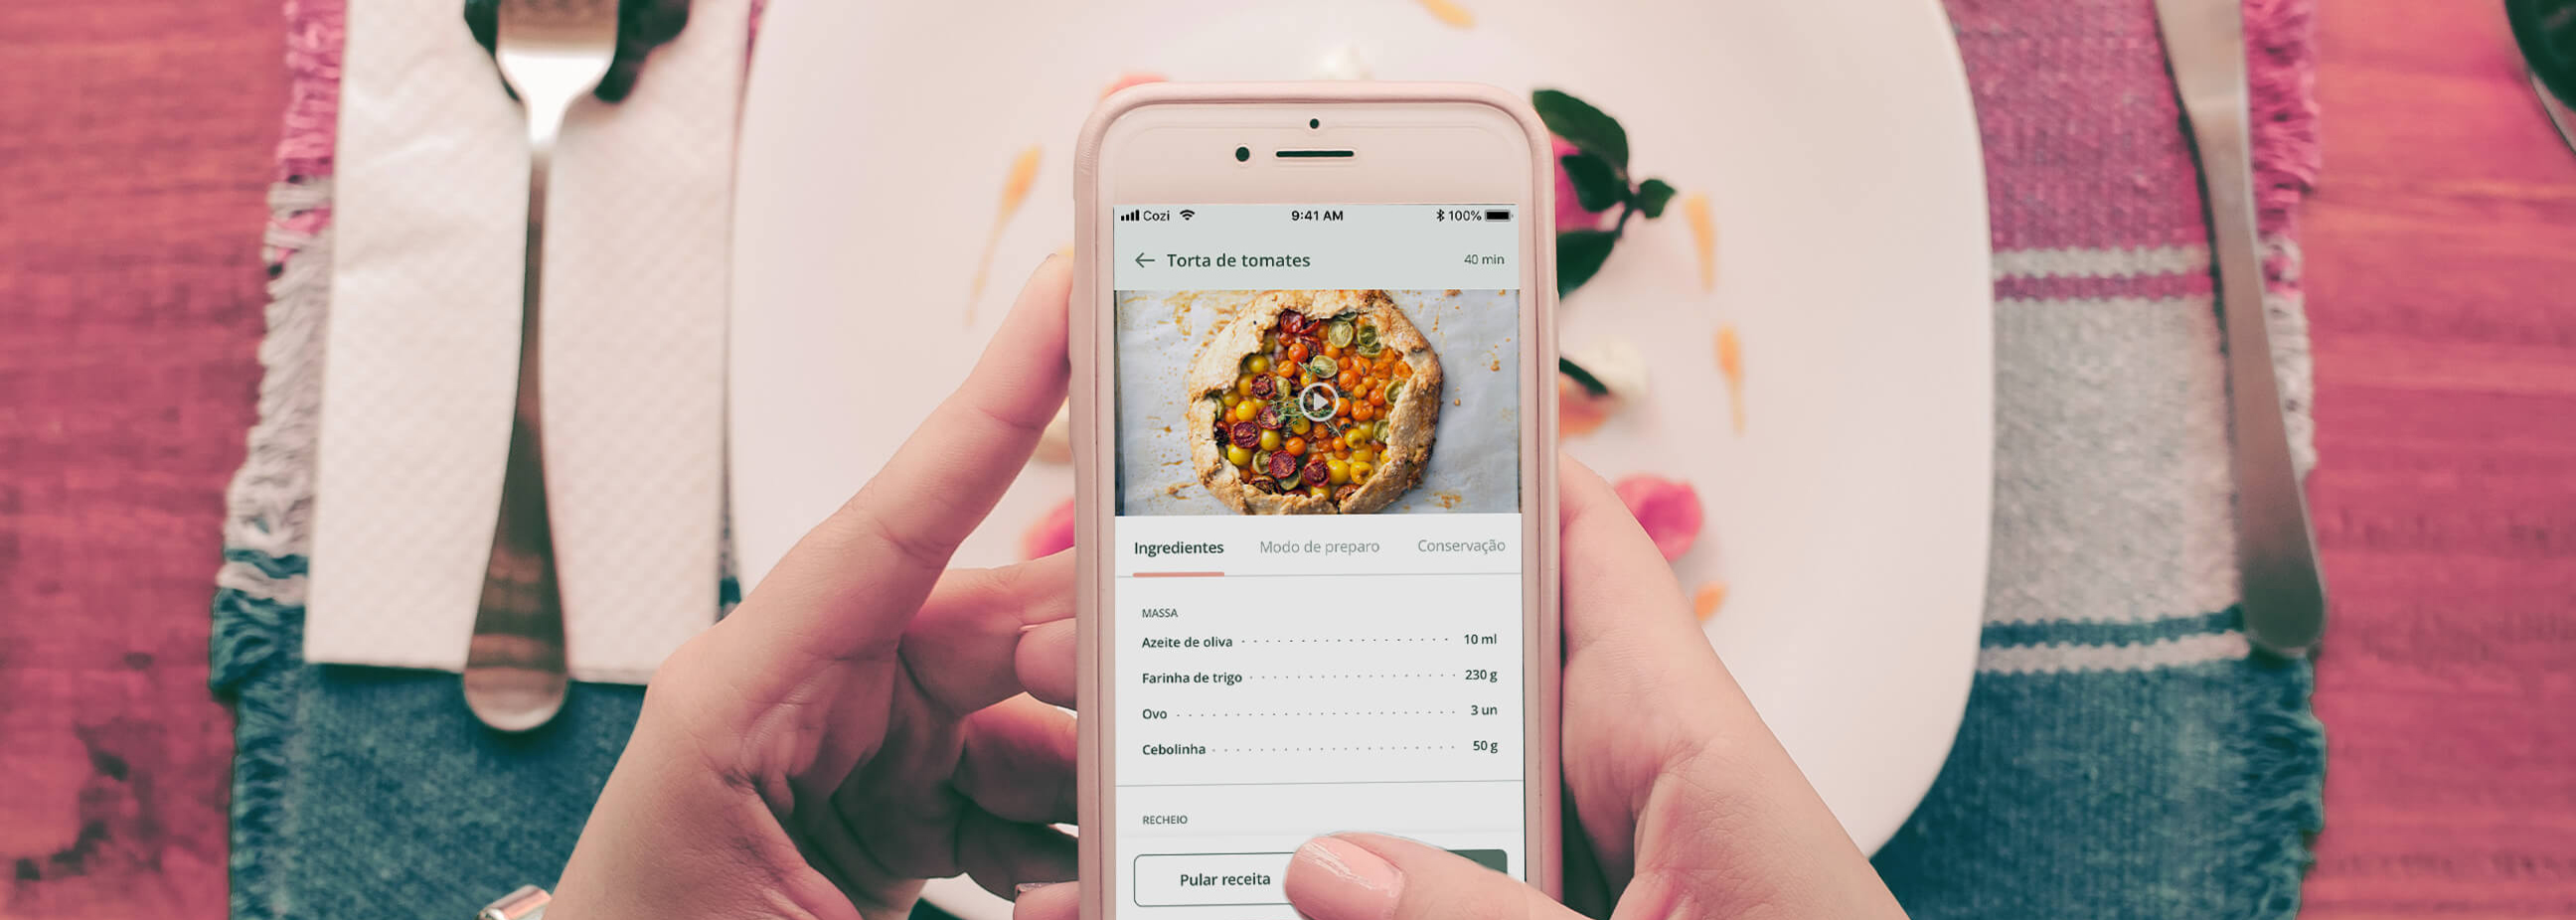 Cozi 9:41 AM 100%
Torta de tomates 40 min
Ingredientes Modo de preparo Conservação
MASSA
Azeite de oliva 10 ml
Farinha de trigo 230 g
Ovo 3 un
Cebolinha 50 g
RECHEIO
Pular receita